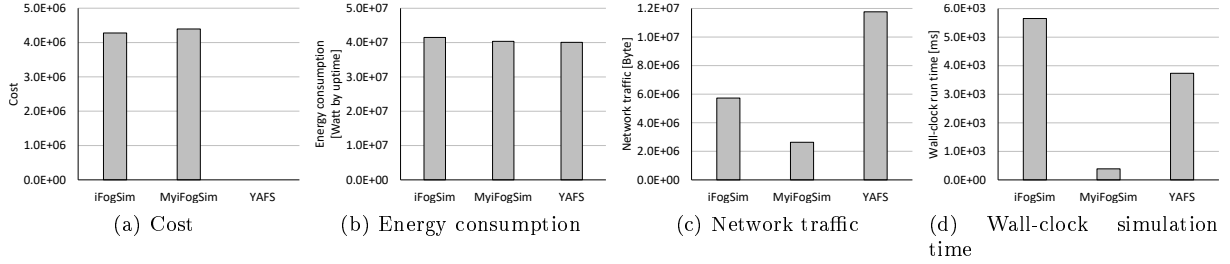 5.0E+06
4.0E+06
3.0E+06
2.0E+06
1.0E+06
0.0E+00
Cost
iFogSim MyiFogSim YAFS
(a) Cost
5.0E+07
4.0E+07
3.0E+07
2.0E+07
1.0E+07
0.0E+00
Energy consumption
[Watt by uptime]
iFogSim MyiFogSim YAFS
(b) Energy consumption
1.2E+07
1.0E+07
8.0E+06
6.0E+06
4.0E+06
2.0E+06
0.0E+00
Network traffic [Byte]
iFogSim MyiFogSim YAFS
(c) Network traffic
6.0E+03
5.0E+03
4.0E+03
3.0E+03
2.0E+03
1.0E+03
0.0E+00
Wall-clock run time [ms]
iFogSim MyiFogSim YAFS
(d) Wall-clock simulation
time